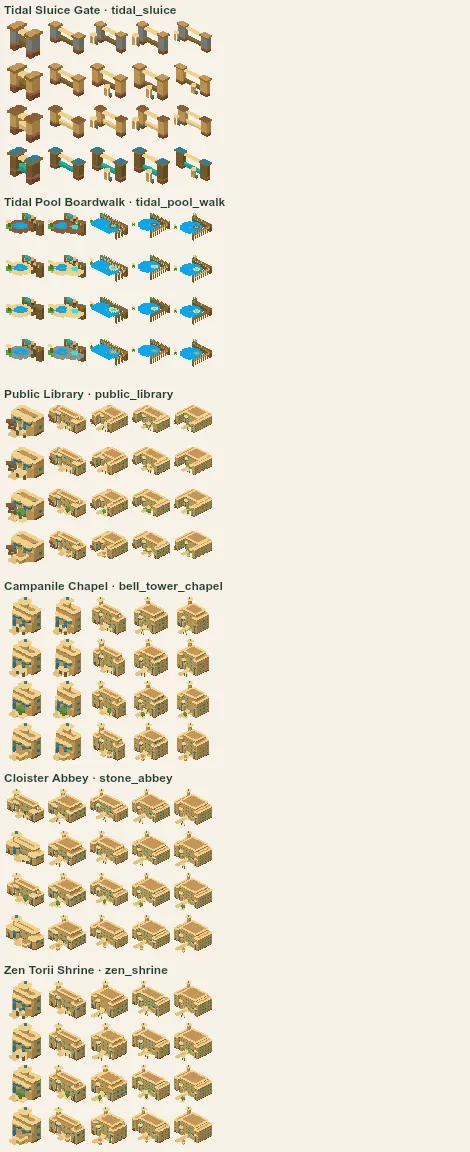 Tidal Sluice Gate · tidal_sluice
Tidal Pool Boardwalk · tidal_pool_walk
Public Library · public_library
Campanile Chapel · bell_tower_chapel
Cloister Abbey · stone_abbey
Zen Torii Shrine · zen_shrine